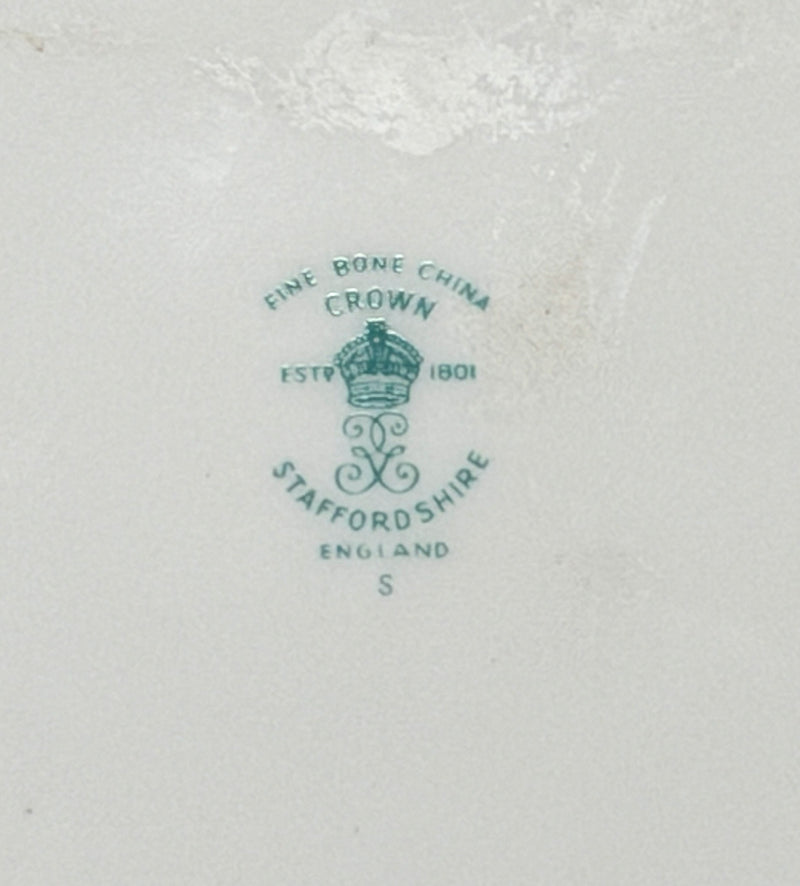 FINE BONE CHINA
CROWN
ESTD 1801
STAFFORDSHIRE
ENGLAND
S